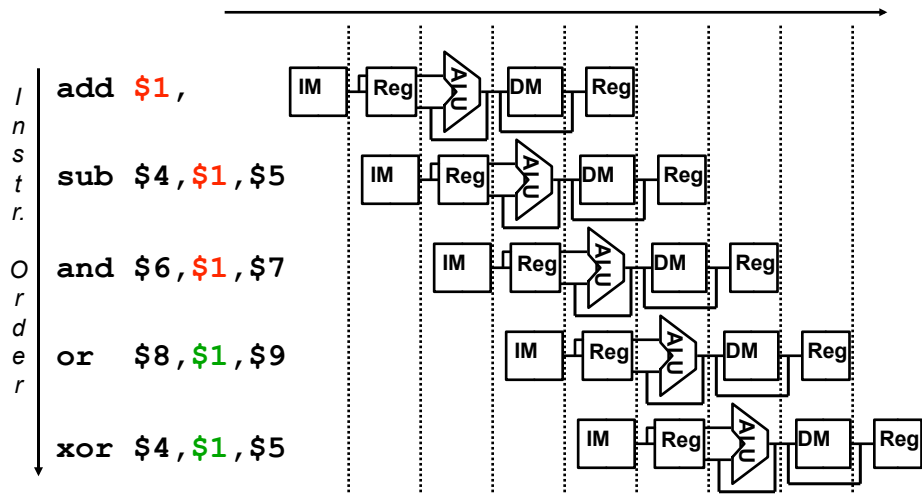 Instr. Order
add $1, IM Reg ALU DM Reg
sub $4,$1,$5 IM Reg ALU DM Reg
and $6,$1,$7 IM Reg ALU DM Reg
or $8,$1,$9 IM Reg ALU DM Reg
xor $4,$1,$5 IM Reg ALU DM Reg